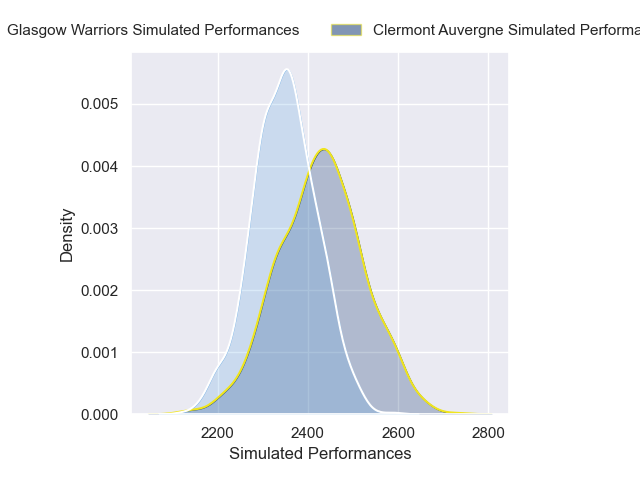 Glasgow Warriors Simulated Performances Clermont Auvergne Simulated Performa
0.005
0.004
0.003
0.002
0.001
0.000
Density
2200 2400 2600 2800
Simulated Performances